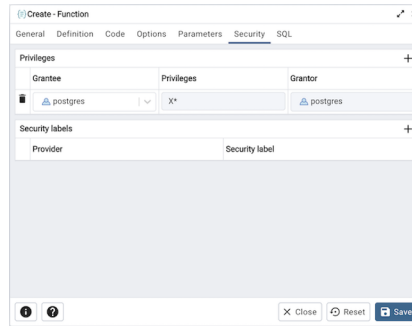 Create - Function
General Definition Code Options Parameters Security SQL
Privileges
Grantee Privileges Grantor
postgres X* postgres
Security labels
Provider Security label
Close Reset Save